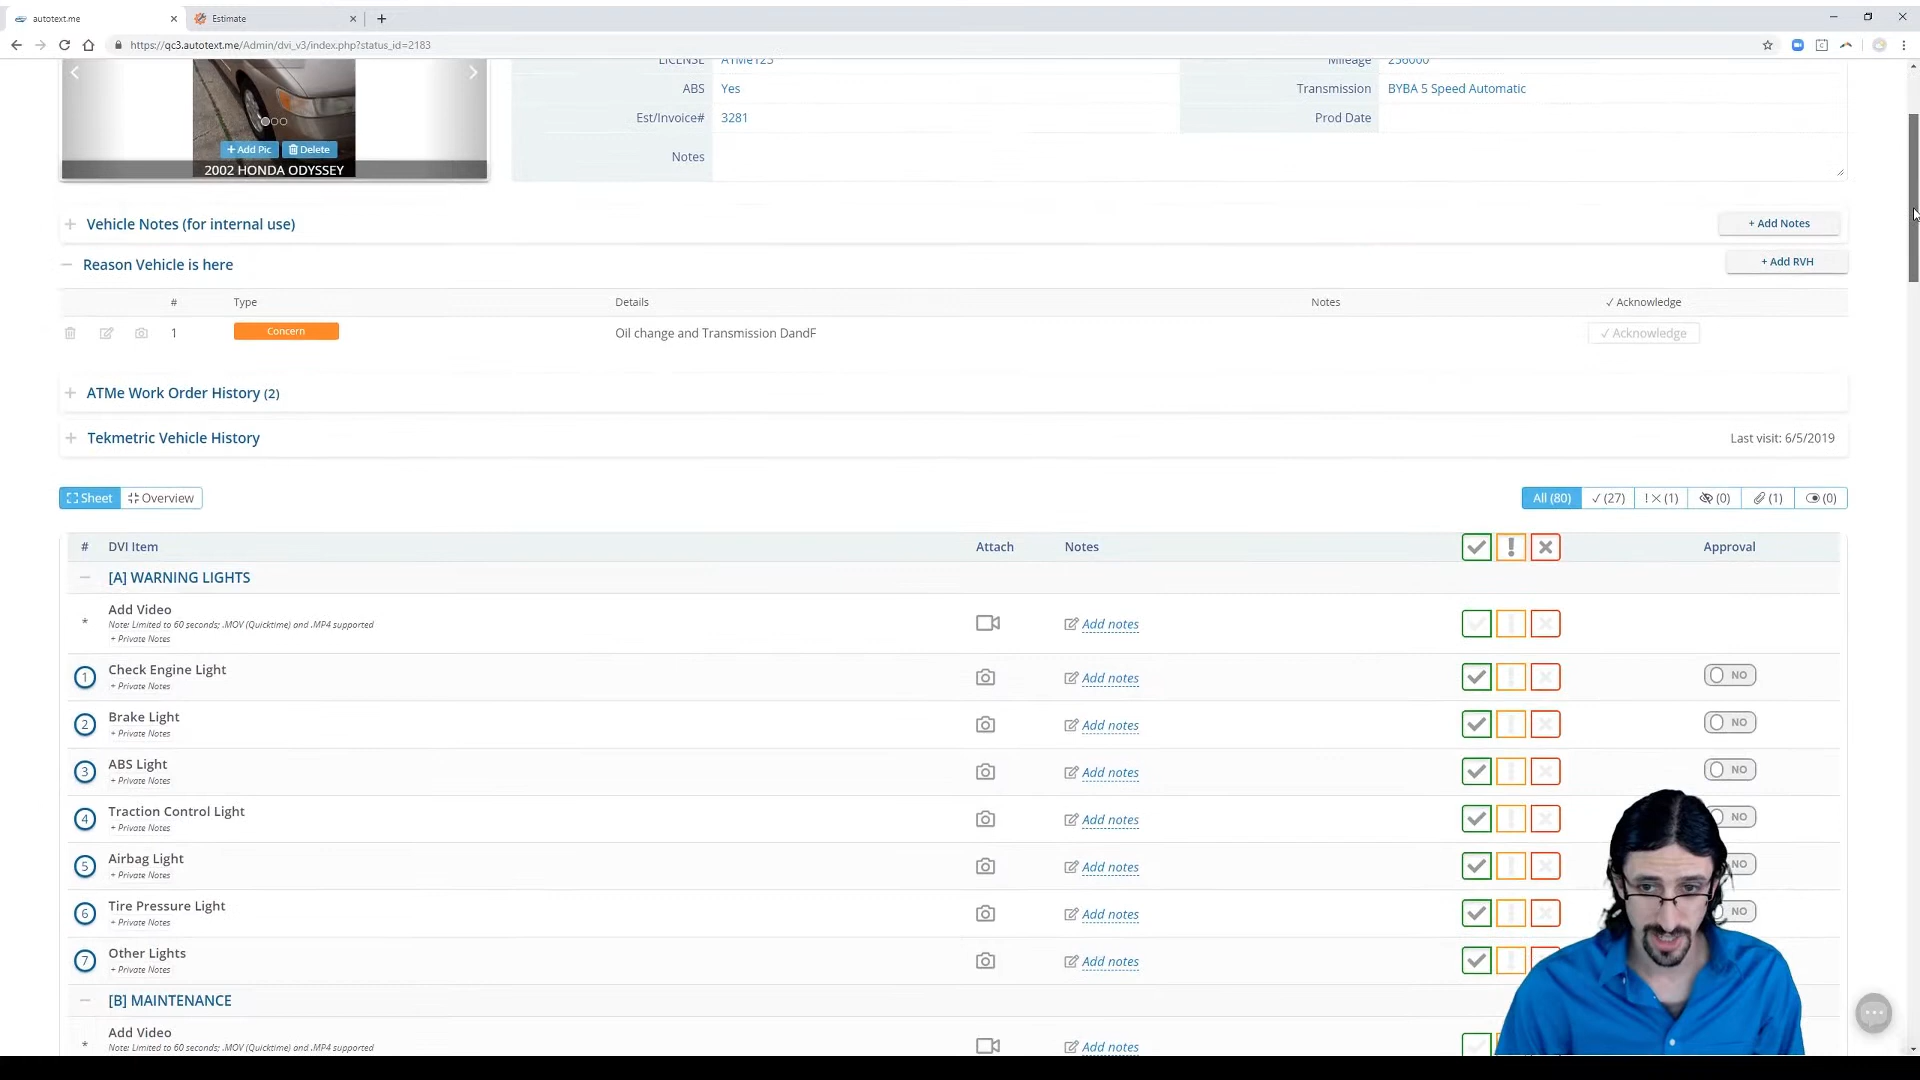 autotext.me
Estimate
https://qc3.autotext.me/Admin/dvi_v3/index.php?status_id=2183
LICENSE ATMe123 Mileage 256000
ABS Yes Transmission BYBA 5 Speed Automatic
Est/Invoice# 3281 Prod Date
+ Add Pic Delete
Notes
2002 HONDA ODYSSEY
Vehicle Notes (for internal use) + Add Notes
Reason Vehicle is here + Add RVH
# Type Details Notes ✓ Acknowledge
1 Concern Oil change and Transmission DandF ✓ Acknowledge
ATMe Work Order History (2)
Tekmetric Vehicle History Last visit: 6/5/2019
Sheet Overview All (80) ✓ (27) ! × (1) (0) (1) (0)
# DVI Item Attach Notes Approval
[A] WARNING LIGHTS
Add Video
Note: Limited to 60 seconds; .MOV (Quicktime) and .MP4 supported
* Add notes
+ Private Notes
1 Check Engine Light Add notes NO
+ Private Notes
2 Brake Light Add notes NO
+ Private Notes
3 ABS Light Add notes NO
+ Private Notes
4 Traction Control Light Add notes NO
+ Private Notes
5 Airbag Light Add notes NO
+ Private Notes
6 Tire Pressure Light Add notes NO
+ Private Notes
7 Other Lights Add notes
+ Private Notes
[B] MAINTENANCE
Add Video
* Add notes
Note: Limited to 60 seconds; .MOV (Quicktime) and .MP4 supported